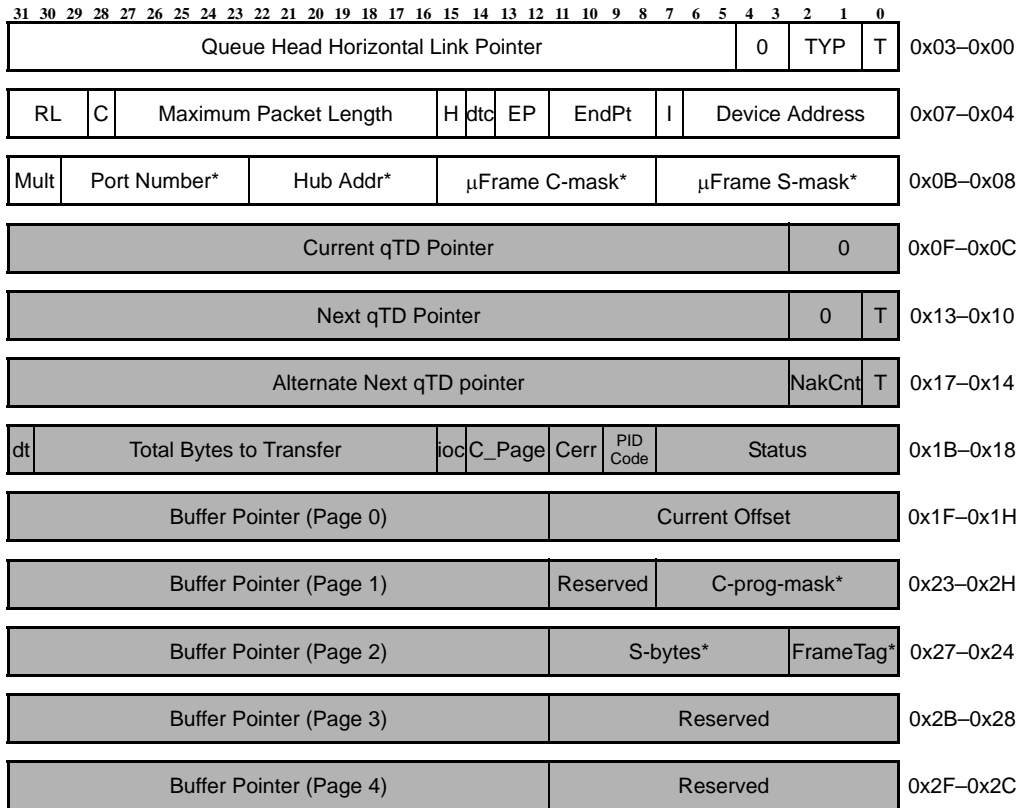 31 30 29 28 27 26 25 24 23 22 21 20 19 18 17 16 15 14 13 12 11 10 9 8 7 6 5 4 3 2 1 0
Queue Head Horizontal Link Pointer 0 TYP T 0x03–0x00
RL C Maximum Packet Length H dtc EP EndPt I Device Address 0x07–0x04
Mult Port Number* Hub Addr* μFrame C-mask* μFrame S-mask* 0x0B–0x08
Current qTD Pointer 0 0x0F–0x0C
Next qTD Pointer 0 T 0x13–0x10
Alternate Next qTD pointer NakCnt T 0x17–0x14
dt Total Bytes to Transfer ioc C_Page Cerr PID Code Status 0x1B–0x18
Buffer Pointer (Page 0) Current Offset 0x1F–0x1H
Buffer Pointer (Page 1) Reserved C-prog-mask* 0x23–0x2H
Buffer Pointer (Page 2) S-bytes* FrameTag* 0x27–0x24
Buffer Pointer (Page 3) Reserved 0x2B–0x28
Buffer Pointer (Page 4) Reserved 0x2F–0x2C